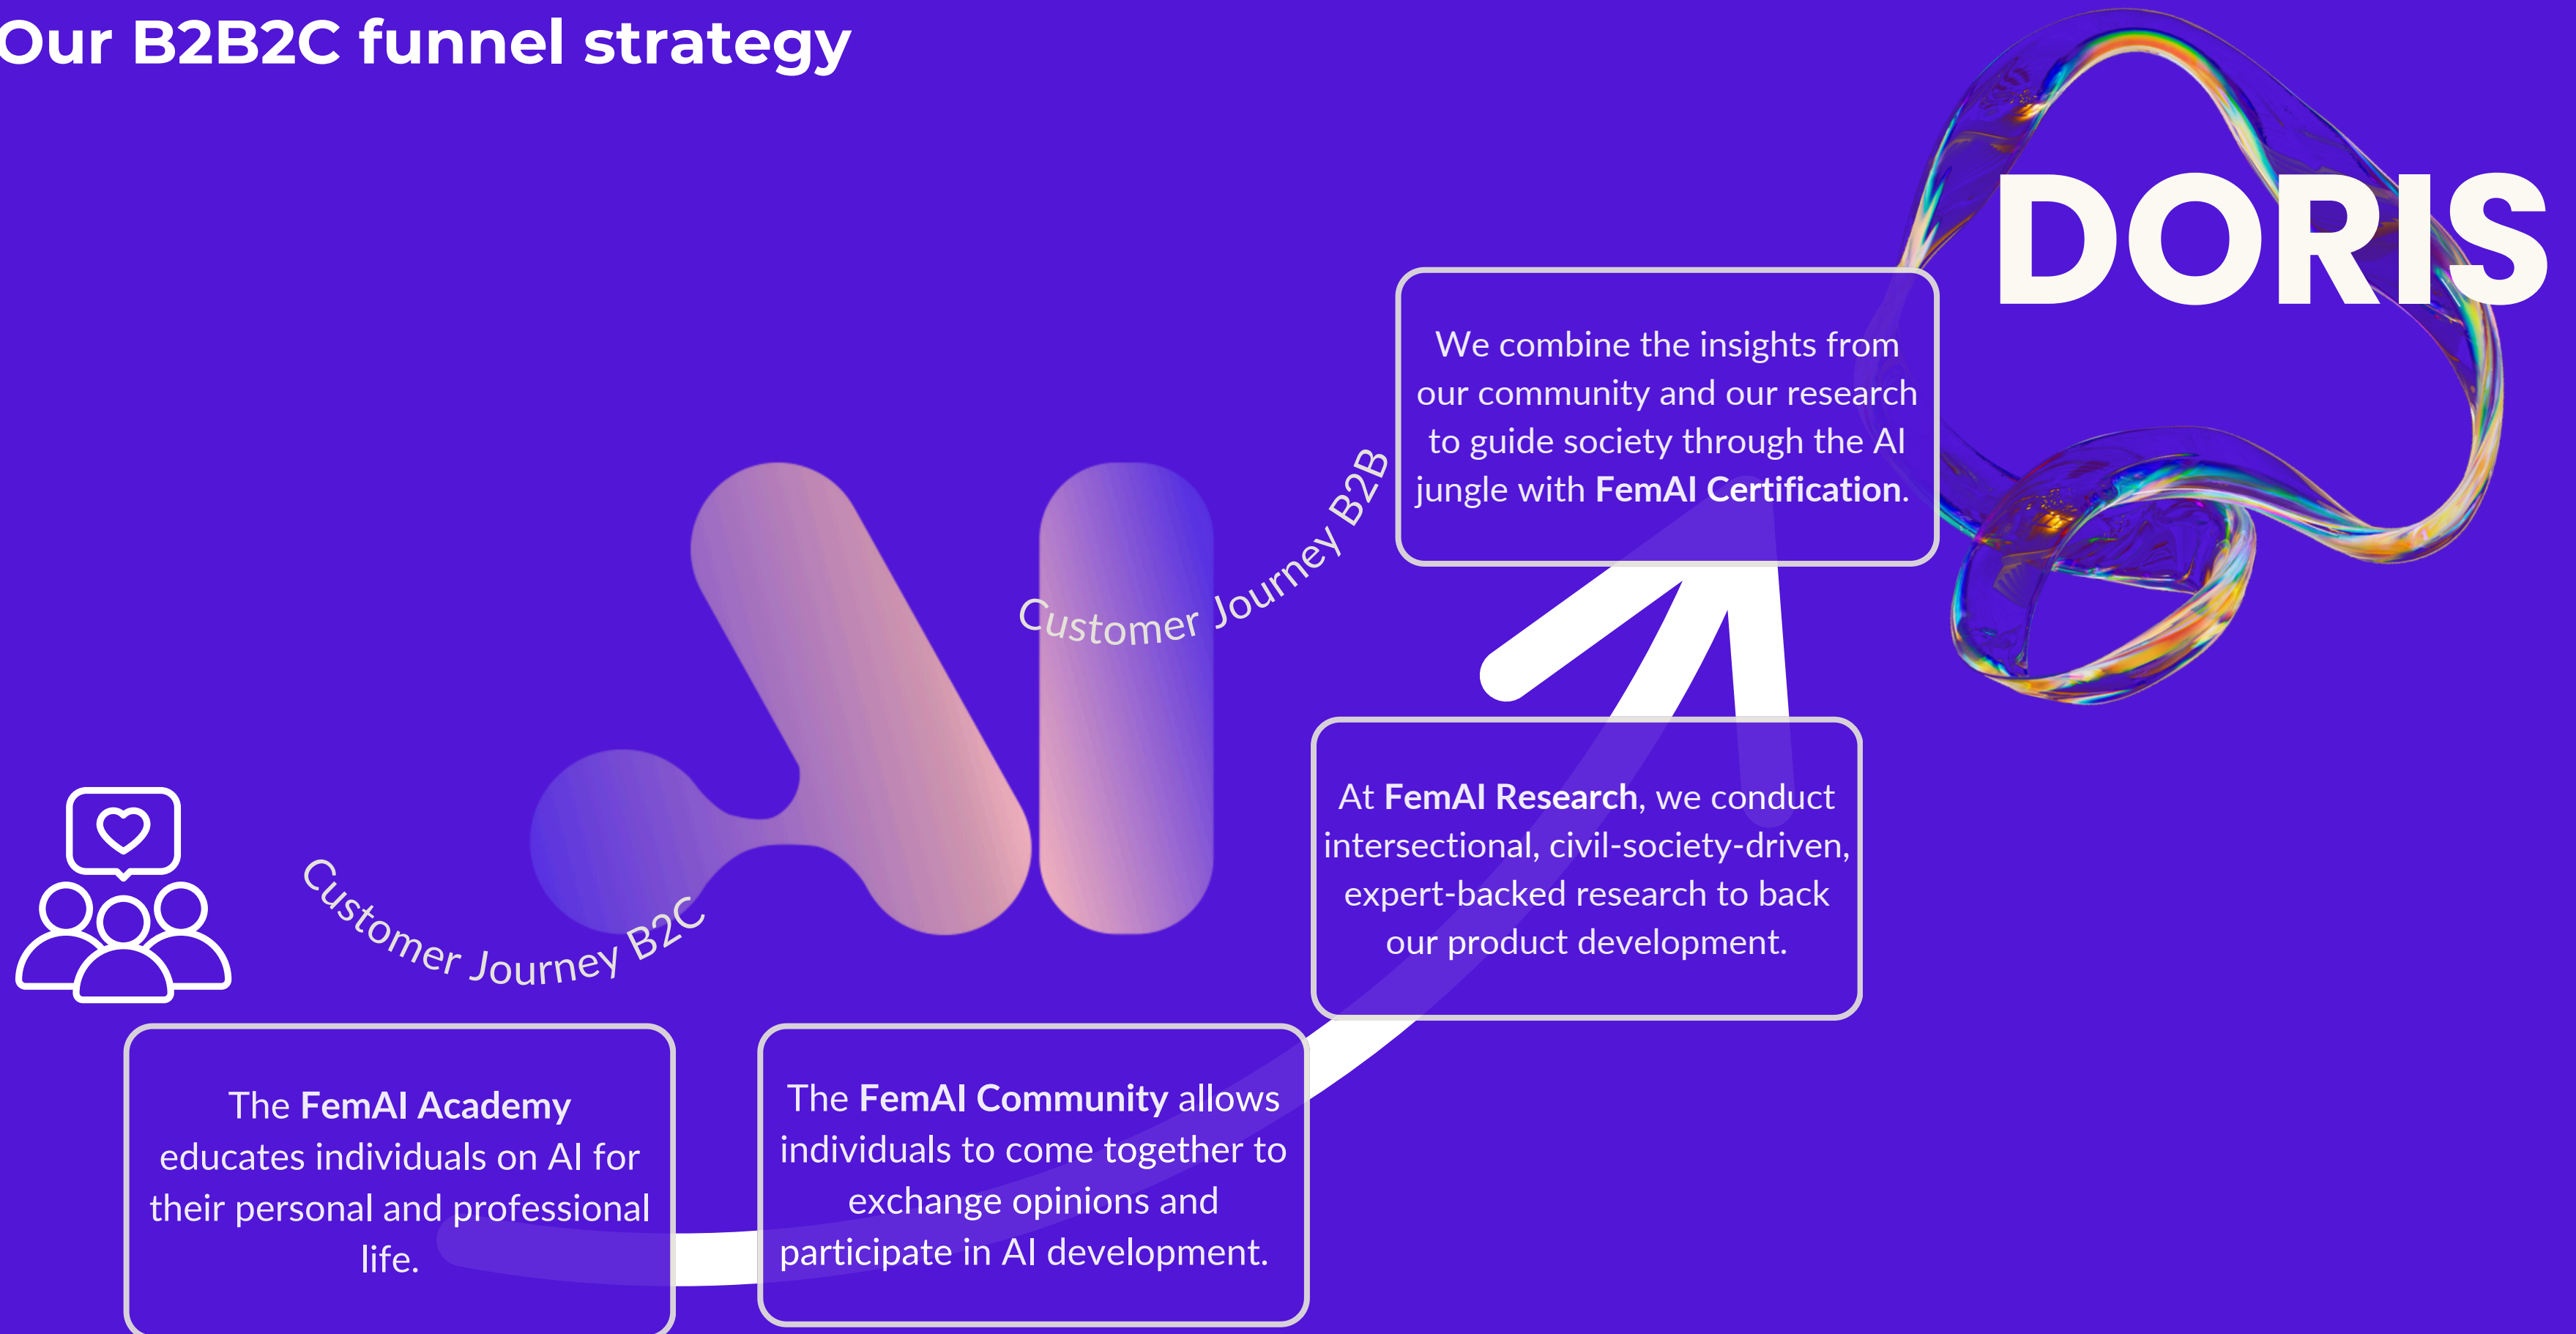 Our B2B2C funnel strategy
DORIS
We combine the insights from
our community and our research
to guide society through the AI
jungle with FemAI Certification.
Customer Journey B2B
AI
At FemAI Research, we conduct
intersectional, civil-society-driven,
expert-backed research to back
our product development.
Customer Journey B2C
The FemAI Academy
educates individuals on AI for
their personal and professional
life.
The FemAI Community allows
individuals to come together to
exchange opinions and
participate in AI development.